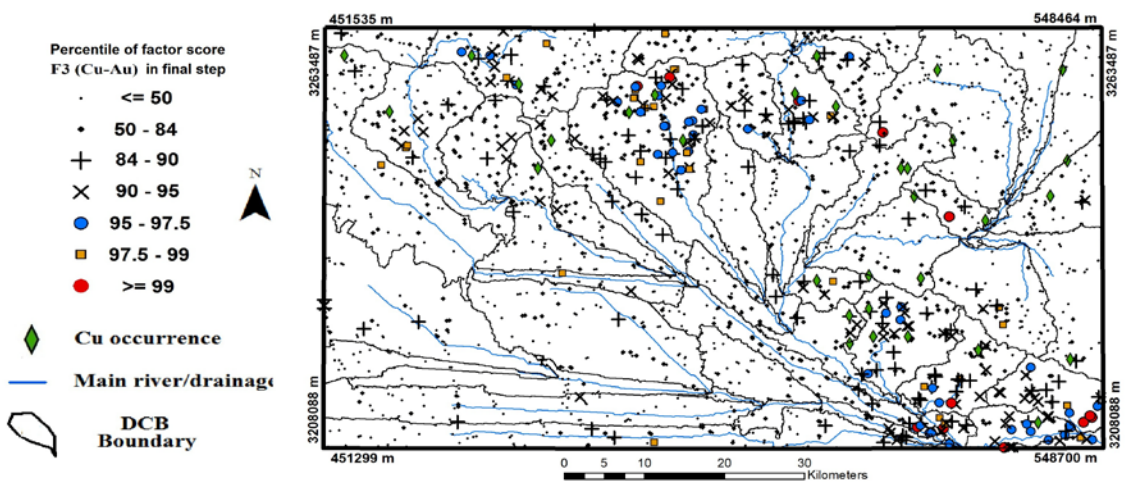 Percentile of factor score
F3 (Cu-Au) in final step
<= 50
50 - 84
84 - 90
90 - 95
95 - 97.5
97.5 - 99
>= 99
Cu occurrence
Main river/drainage
DCB
Boundary
N
451535 m
548464 m
3263487 m
3263487 m
3208088 m
3208088 m
451299 m
548700 m
0 5 10 20 30
Kilometers